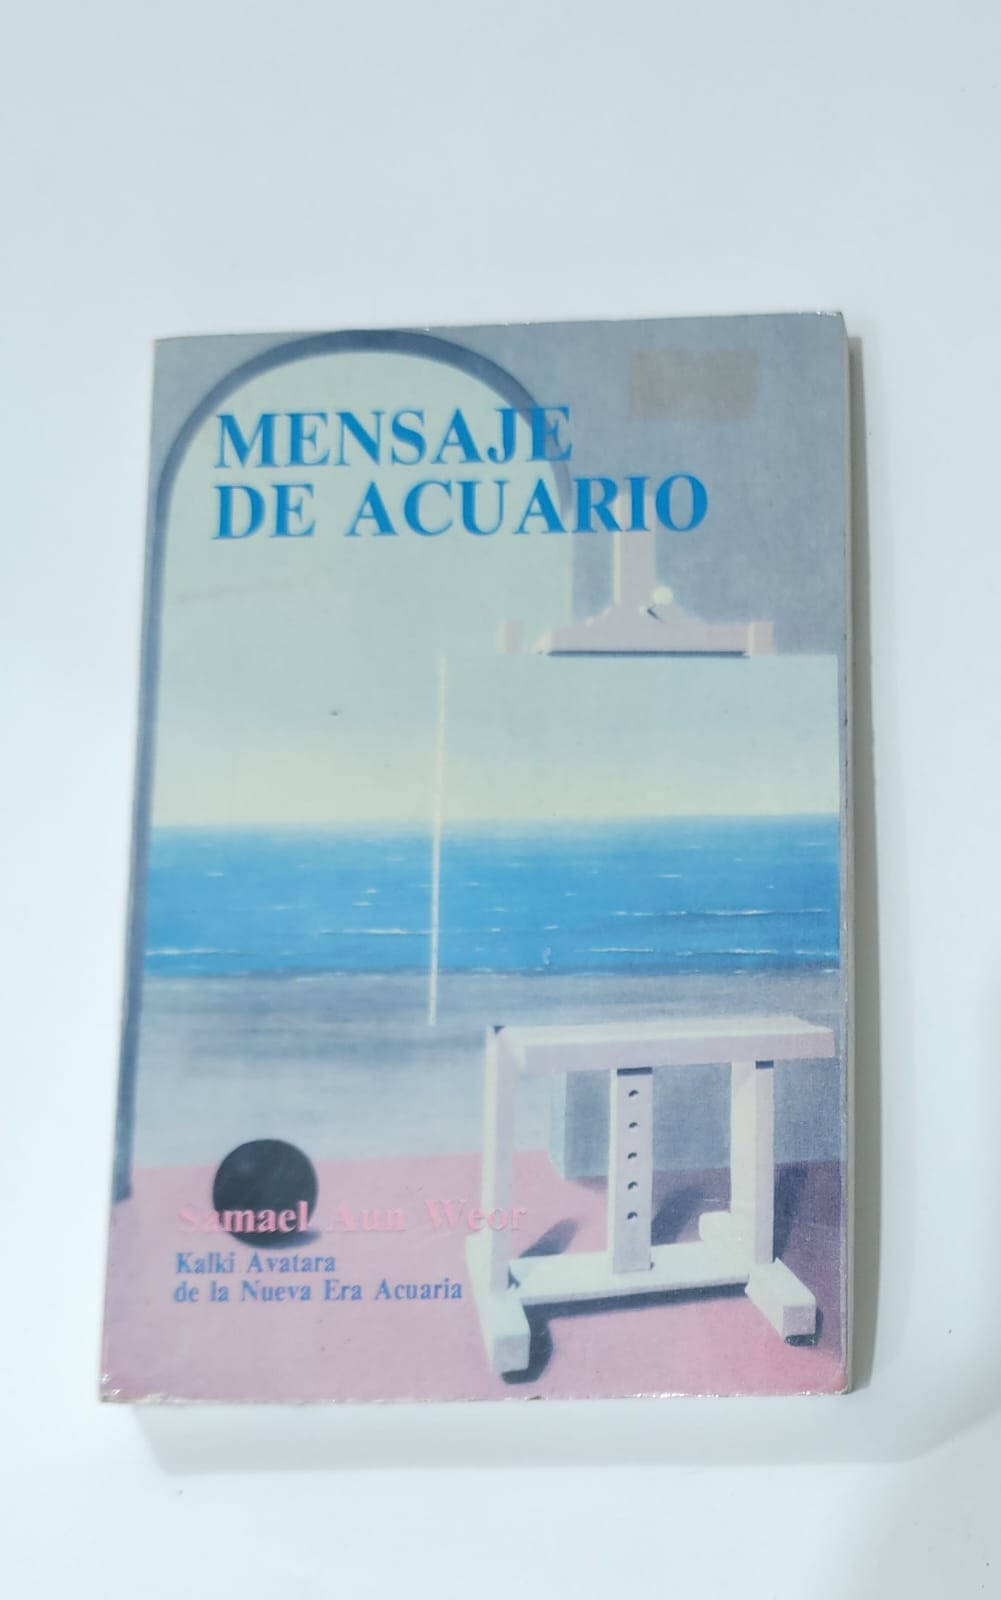 MENSAJE
DE ACUARIO
Samael Aun Weor
Kalki Avatara
de la Nueva Era Acuaria